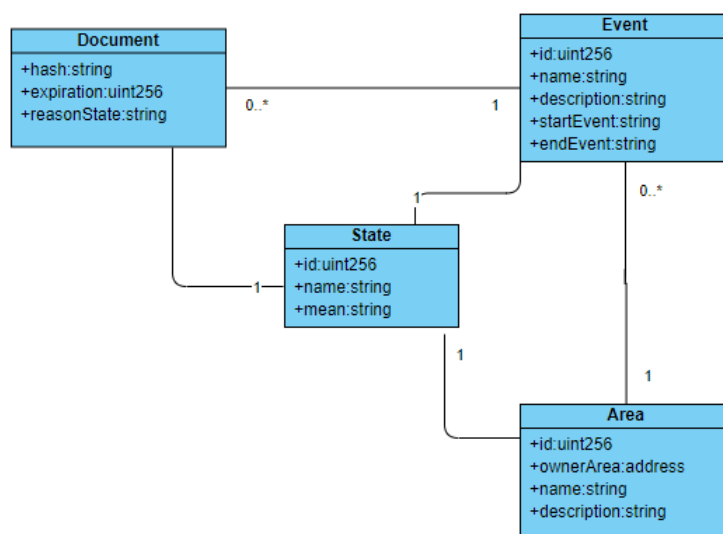 Document
+hash:string
+expiration:uint256
+reasonState:string
Event
+id:uint256
+name:string
+description:string
+startEvent:string
+endEvent:string
0..*
1
1
0..*
State
+id:uint256
+name:string
+mean:string
1
1
1
Area
+id:uint256
+ownerArea:address
+name:string
+description:string